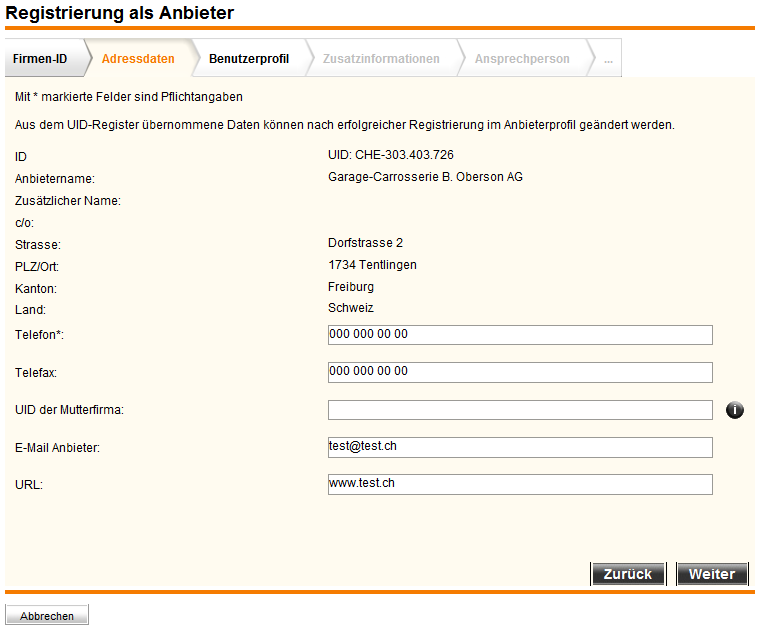 Registrierung als Anbieter
Firmen-ID Adressdaten Benutzerprofil Zusatzinformationen Ansprechperson ...
Mit * markierte Felder sind Pflichtangaben
Aus dem UID-Register übernommene Daten können nach erfolgreicher Registrierung im Anbieterprofil geändert werden.
ID UID: CHE-303.403.726
Anbietername: Garage-Carrosserie B. Oberson AG
Zusätzlicher Name:
c/o:
Strasse: Dorfstrasse 2
PLZ/Ort: 1734 Tentlingen
Kanton: Freiburg
Land: Schweiz
Telefon*: 000 000 00 00
Telefax: 000 000 00 00
UID der Mutterfirma: i
E-Mail Anbieter: test@test.ch
URL: www.test.ch
Zurück Weiter
Abbrechen